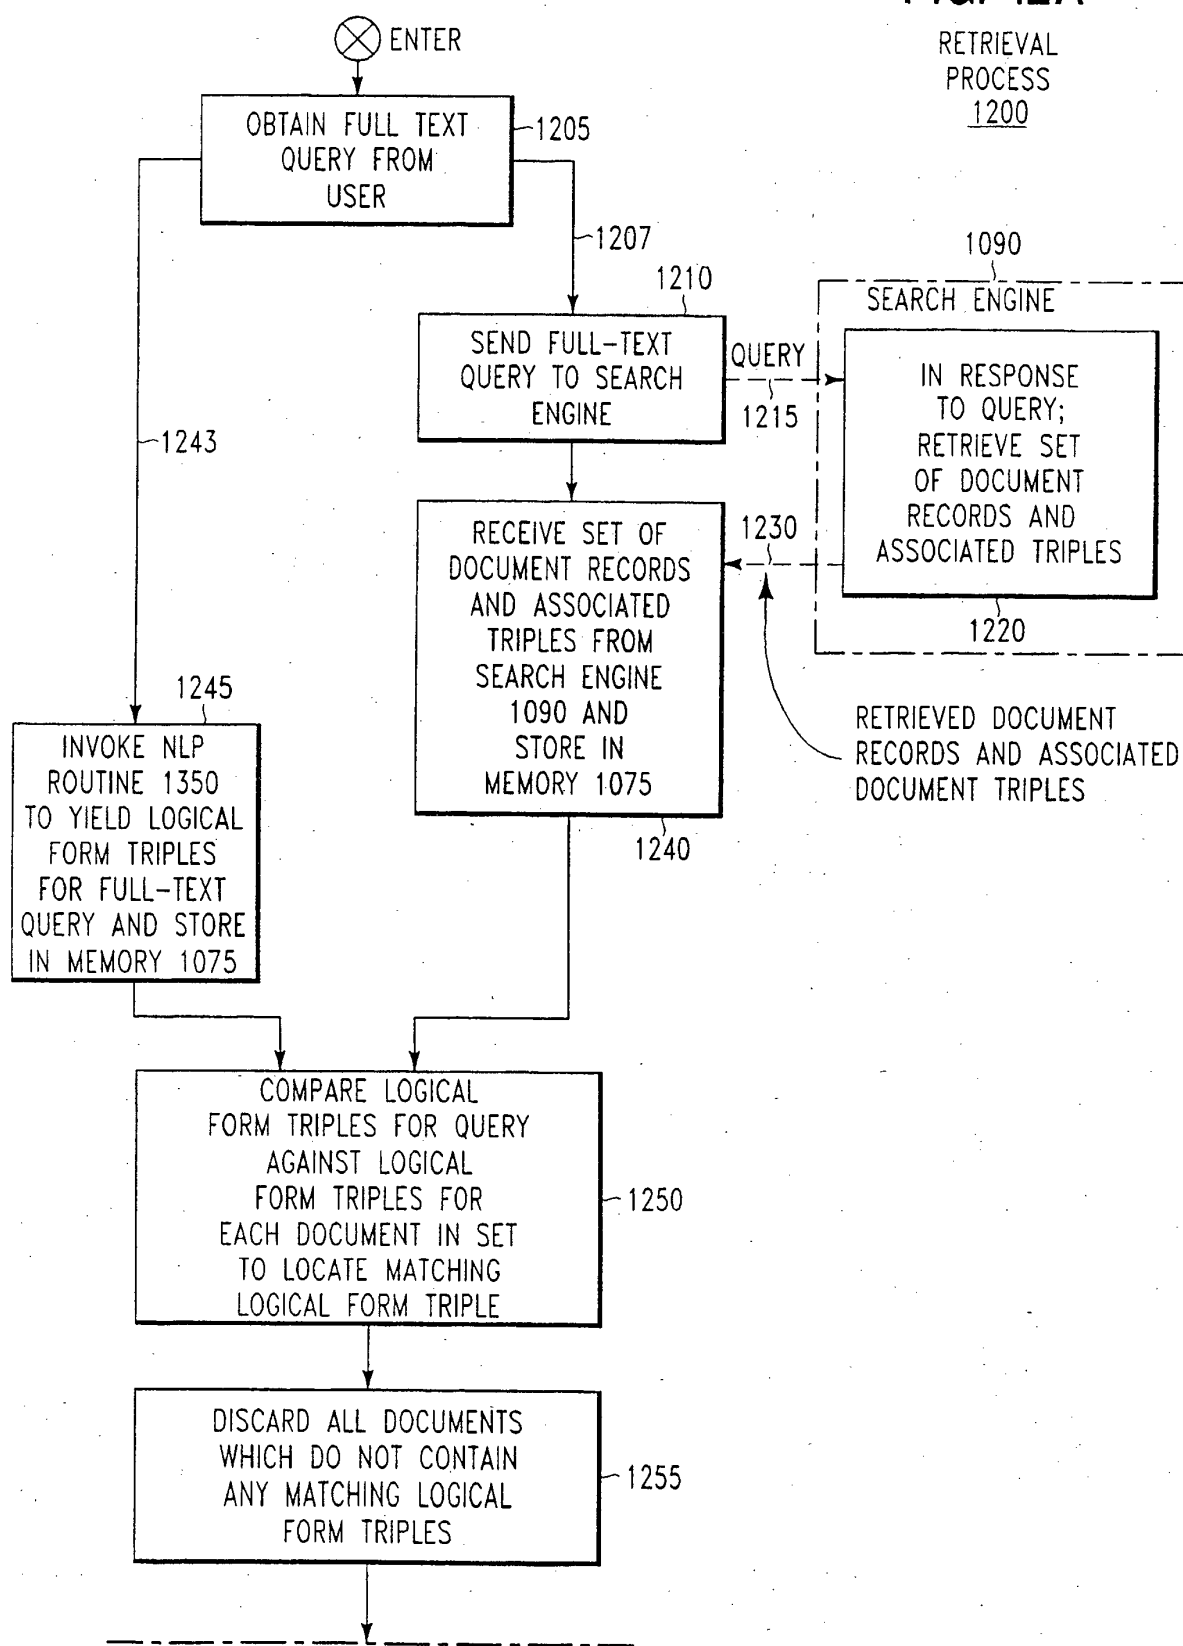 FIG. 12A
RETRIEVAL
PROCESS
1200
ENTER
OBTAIN FULL TEXT
QUERY FROM
USER
1205
1207
1243
1210
SEND FULL-TEXT
QUERY TO SEARCH
ENGINE
QUERY
1215
1090
SEARCH ENGINE
IN RESPONSE
TO QUERY;
RETRIEVE SET
OF DOCUMENT
RECORDS AND
ASSOCIATED TRIPLES
1220
1230
RETRIEVED DOCUMENT
RECORDS AND ASSOCIATED
DOCUMENT TRIPLES
RECEIVE SET OF
DOCUMENT RECORDS
AND ASSOCIATED
TRIPLES FROM
SEARCH ENGINE
1090 AND
STORE IN
MEMORY 1075
1240
1245
INVOKE NLP
ROUTINE 1350
TO YIELD LOGICAL
FORM TRIPLES
FOR FULL-TEXT
QUERY AND STORE
IN MEMORY 1075
COMPARE LOGICAL
FORM TRIPLES FOR QUERY
AGAINST LOGICAL
FORM TRIPLES FOR
EACH DOCUMENT IN SET
TO LOCATE MATCHING
LOGICAL FORM TRIPLE
1250
DISCARD ALL DOCUMENTS
WHICH DO NOT CONTAIN
ANY MATCHING LOGICAL
FORM TRIPLES
1255